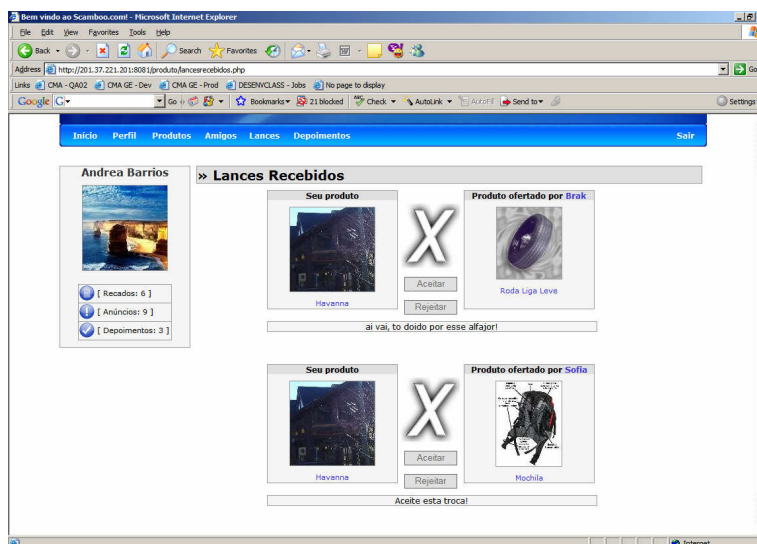 Bem vindo ao Scamboo.com! - Microsoft Internet Explorer
File Edit View Favorites Tools Help
Back Search Favorites
Address http://201.37.221.201:8081/produto/lancesrecebidos.php Go
Links CMA - QA02 CMA GE - Dev CMA GE - Prod DESENVCLASS - Jobs No page to display
Google G Go Bookmarks 21 blocked Check AutoLink AutoFill Send to Settings
Início Perfil Produtos Amigos Lances Depoimentos Sair
Andrea Barrios
[ Recados: 6 ]
[ Anúncios: 9 ]
[ Depoimentos: 3 ]
» Lances Recebidos
Seu produto
Havanna
X
Aceitar
Rejeitar
Produto ofertado por Brak
Roda Liga Leve
ai vai, to doido por esse alfajor!
Seu produto
Havanna
X
Aceitar
Rejeitar
Produto ofertado por Sofia
Mochila
Aceite esta troca!
Internet